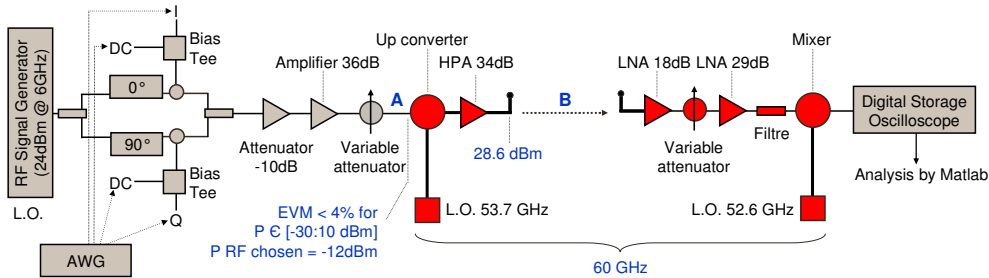 RF Signal Generator
(24dBm @ 6GHz)
L.O.
I
DC
Bias
Tee
0°
90°
DC
Bias
Tee
Q
AWG
Attenuator
-10dB
Amplifier 36dB
Variable
attenuator
A
Up converter
HPA 34dB
28.6 dBm
B
EVM < 4% for
P Є [-30:10 dBm]
P RF chosen = -12dBm
L.O. 53.7 GHz
LNA 18dB
LNA 29dB
Variable
attenuator
Filtre
Mixer
L.O. 52.6 GHz
60 GHz
Digital Storage
Oscilloscope
Analysis by Matlab